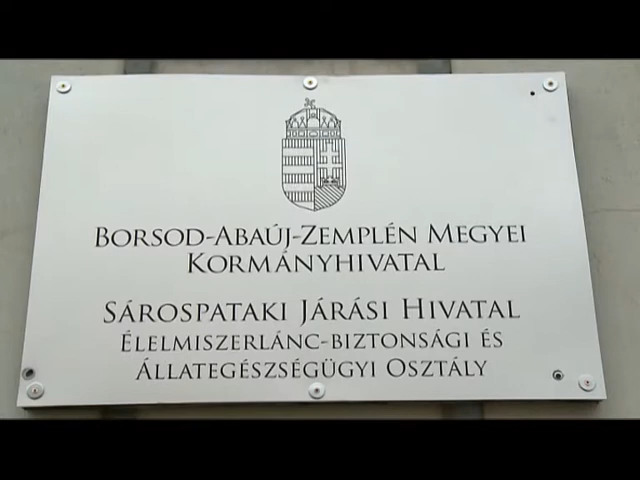 Borsod-Abaúj-Zemplén Megyei
Kormányhivatal
Sárospataki Járási Hivatal
Élelmiszerlánc-biztonsági és
Állategészségügyi Osztály